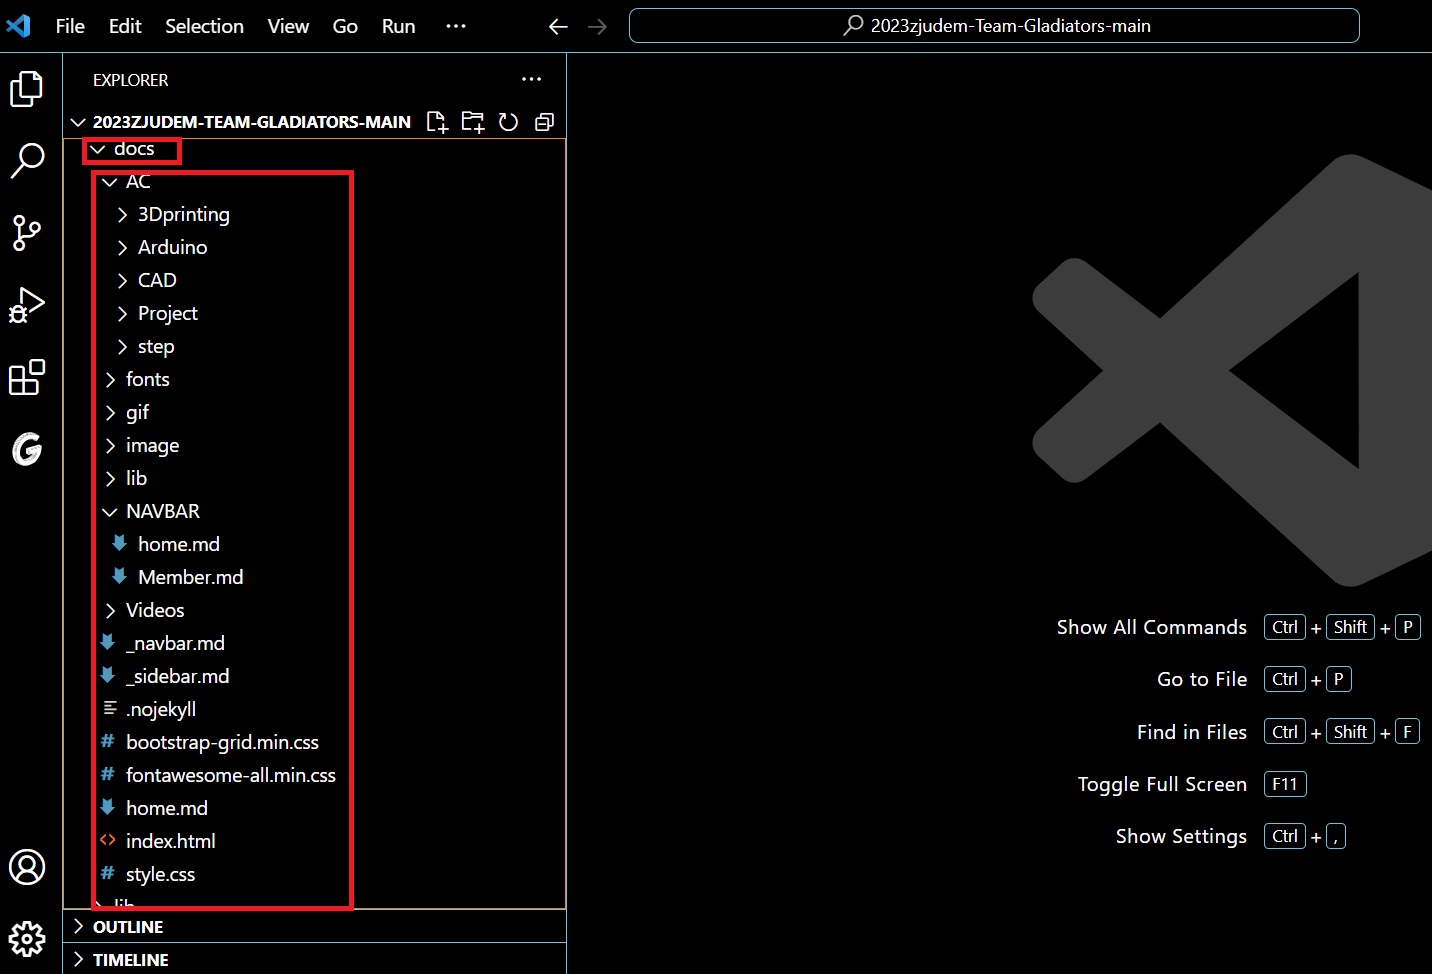 File Edit Selection View Go Run ···
2023zjudem-Team-Gladiators-main
EXPLORER
2023ZJUDEM-TEAM-GLADIATORS-MAIN
docs
AC
3Dprinting
Arduino
CAD
Project
step
fonts
gif
image
lib
NAVBAR
home.md
Member.md
Videos
_navbar.md
_sidebar.md
.nojekyll
bootstrap-grid.min.css
fontawesome-all.min.css
home.md
index.html
style.css
lib
OUTLINE
TIMELINE
Show All Commands Ctrl + Shift + P
Go to File Ctrl + P
Find in Files Ctrl + Shift + F
Toggle Full Screen F11
Show Settings Ctrl + ,